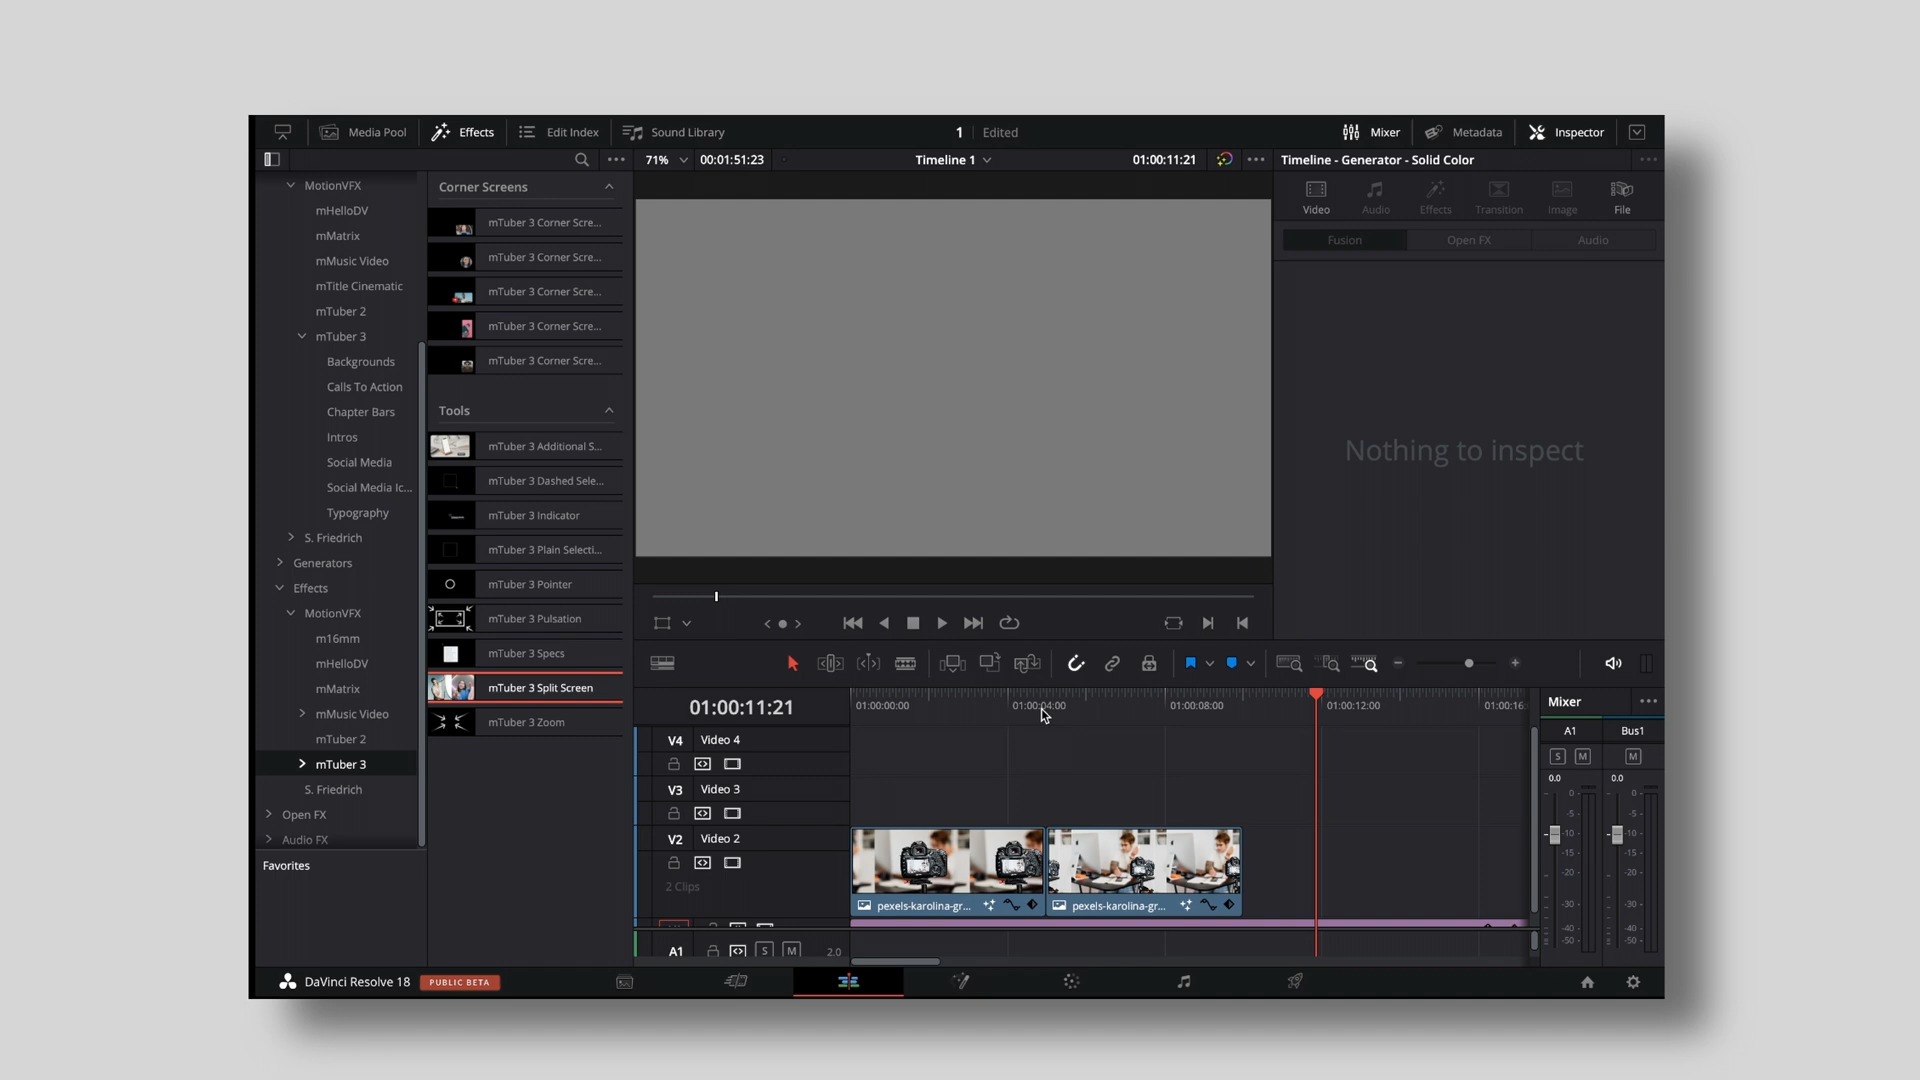 Media Pool
Effects
Edit Index
Sound Library
1
Edited
Mixer
Metadata
Inspector
71%
00:01:51:23
Timeline 1
01:00:11:21
Timeline - Generator - Solid Color
MotionVFX
mHelloDV
mMatrix
mMusic Video
mTitle Cinematic
mTuber 2
mTuber 3
Backgrounds
Calls To Action
Chapter Bars
Intros
Social Media
Social Media Ic...
Typography
S. Friedrich
Generators
Effects
MotionVFX
m16mm
mHelloDV
mMatrix
mMusic Video
mTuber 2
mTuber 3
S. Friedrich
Open FX
Audio FX
Favorites
Corner Screens
mTuber 3 Corner Scre...
mTuber 3 Corner Scre...
mTuber 3 Corner Scre...
mTuber 3 Corner Scre...
mTuber 3 Corner Scre...
Tools
mTuber 3 Additional S...
mTuber 3 Dashed Sele...
mTuber 3 Indicator
mTuber 3 Plain Selecti...
mTuber 3 Pointer
mTuber 3 Pulsation
mTuber 3 Specs
mTuber 3 Split Screen
mTuber 3 Zoom
Video
Audio
Effects
Transition
Image
File
Fusion
Open FX
Audio
Nothing to inspect
01:00:11:21
01:00:00:00
01:00:04:00
01:00:08:00
01:00:12:00
01:00:16:
V4
Video 4
V3
Video 3
V2
Video 2
2 Clips
pexels-karolina-gr...
pexels-karolina-gr...
A1
S
M
2.0
Mixer
A1
Bus1
S
M
M
0.0
0.0
0-
-5-
-10-
-15-
-20-
-30-
-40-
-50-
0-
-5-
-10-
-15-
-20-
-30-
-40-
-50-
DaVinci Resolve 18
PUBLIC BETA